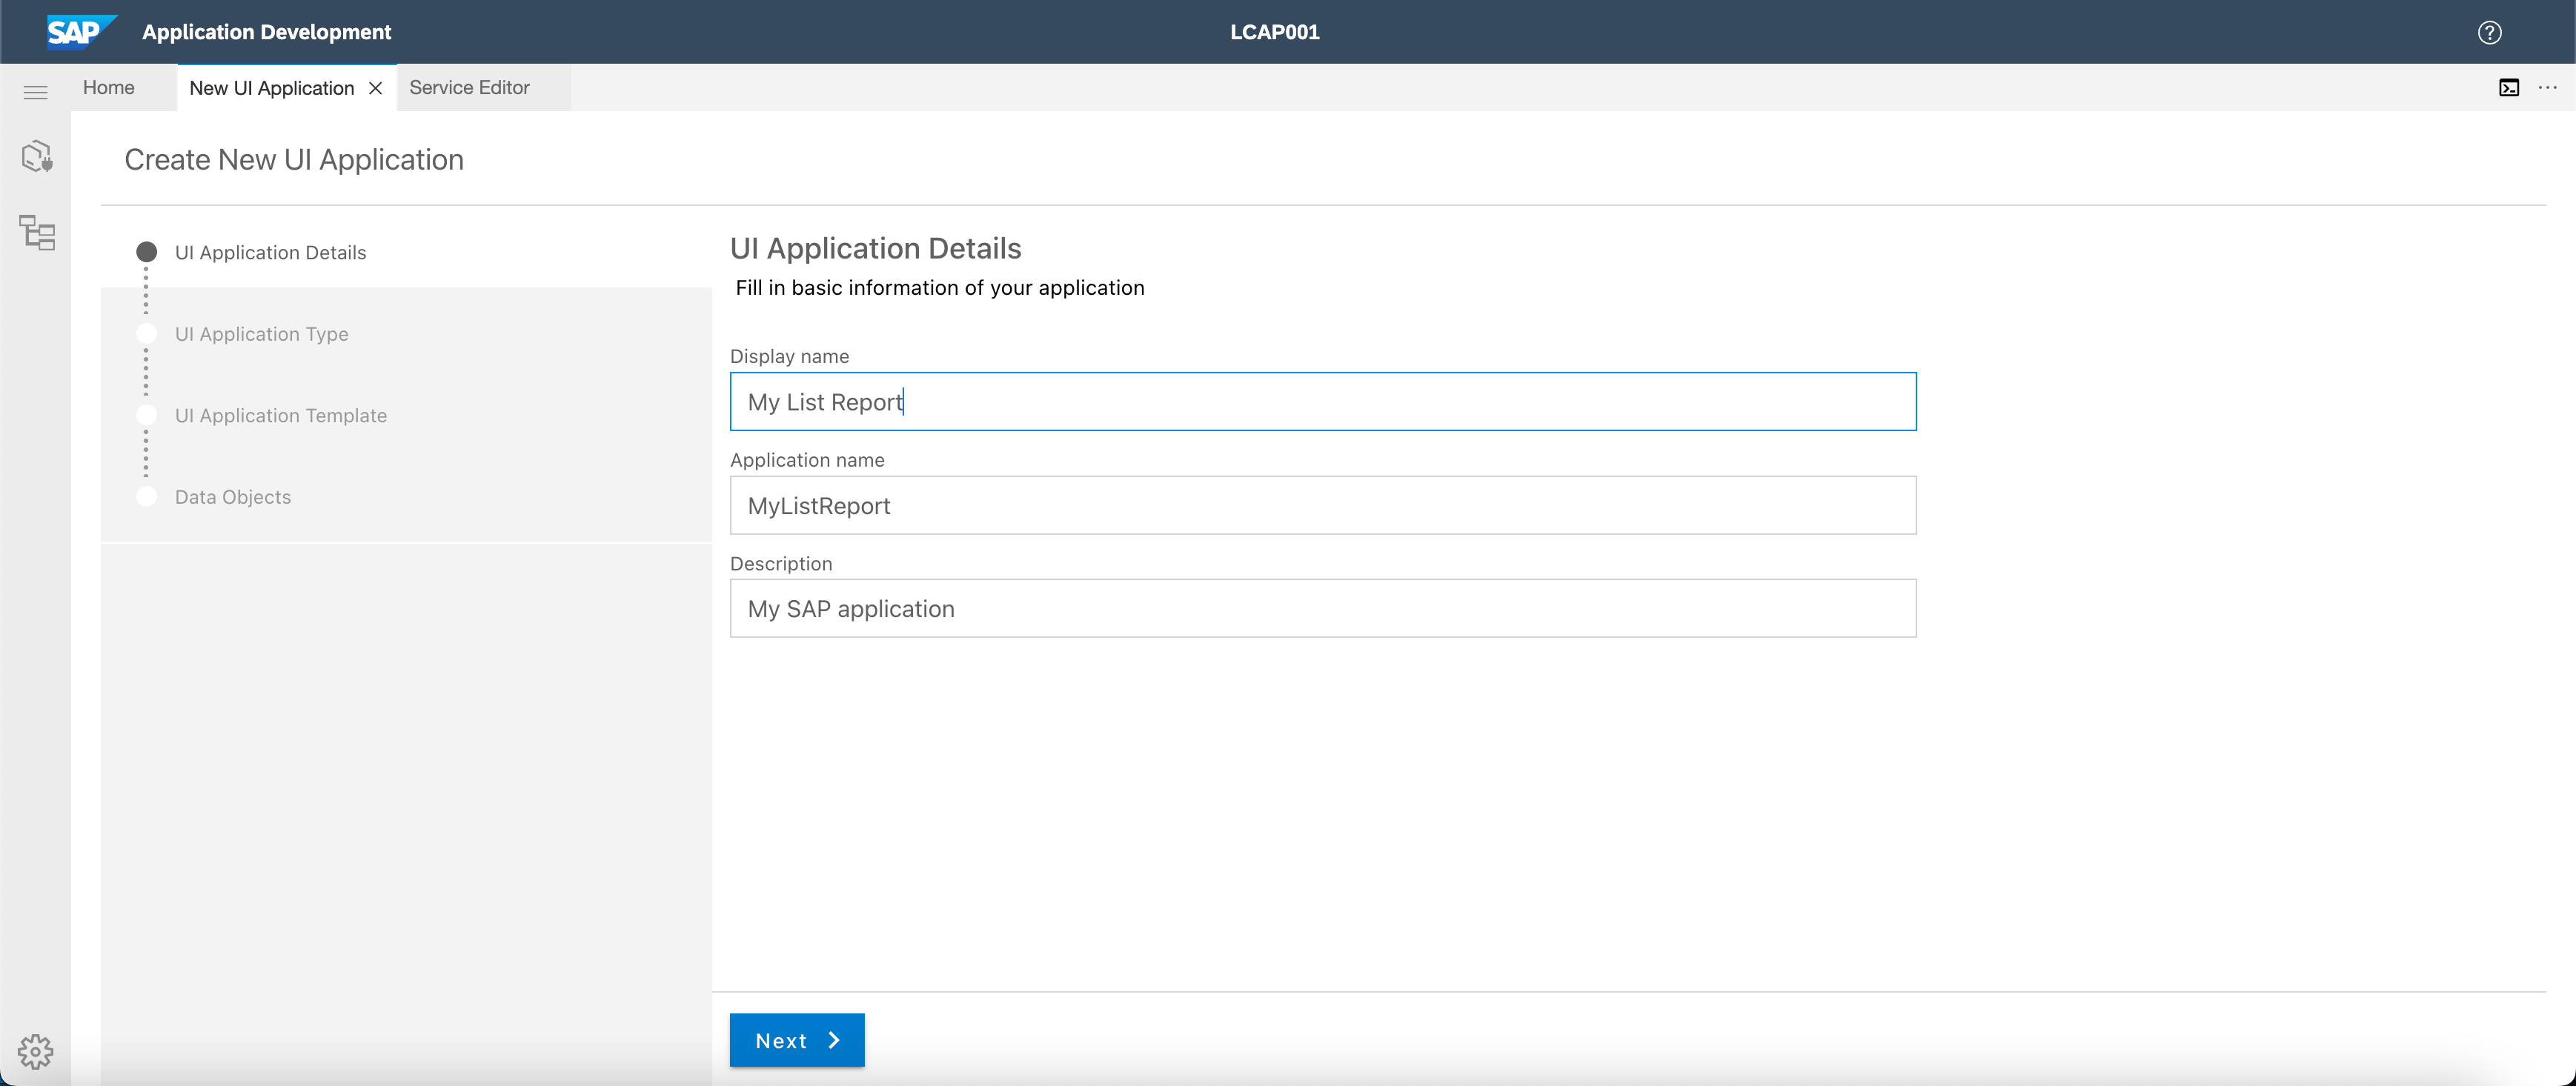 SAP Application Development LCAP001
Home New UI Application Service Editor
Create New UI Application
UI Application Details
UI Application Type
UI Application Template
Data Objects
UI Application Details
Fill in basic information of your application
Display name
My List Report
Application name
MyListReport
Description
My SAP application
Next